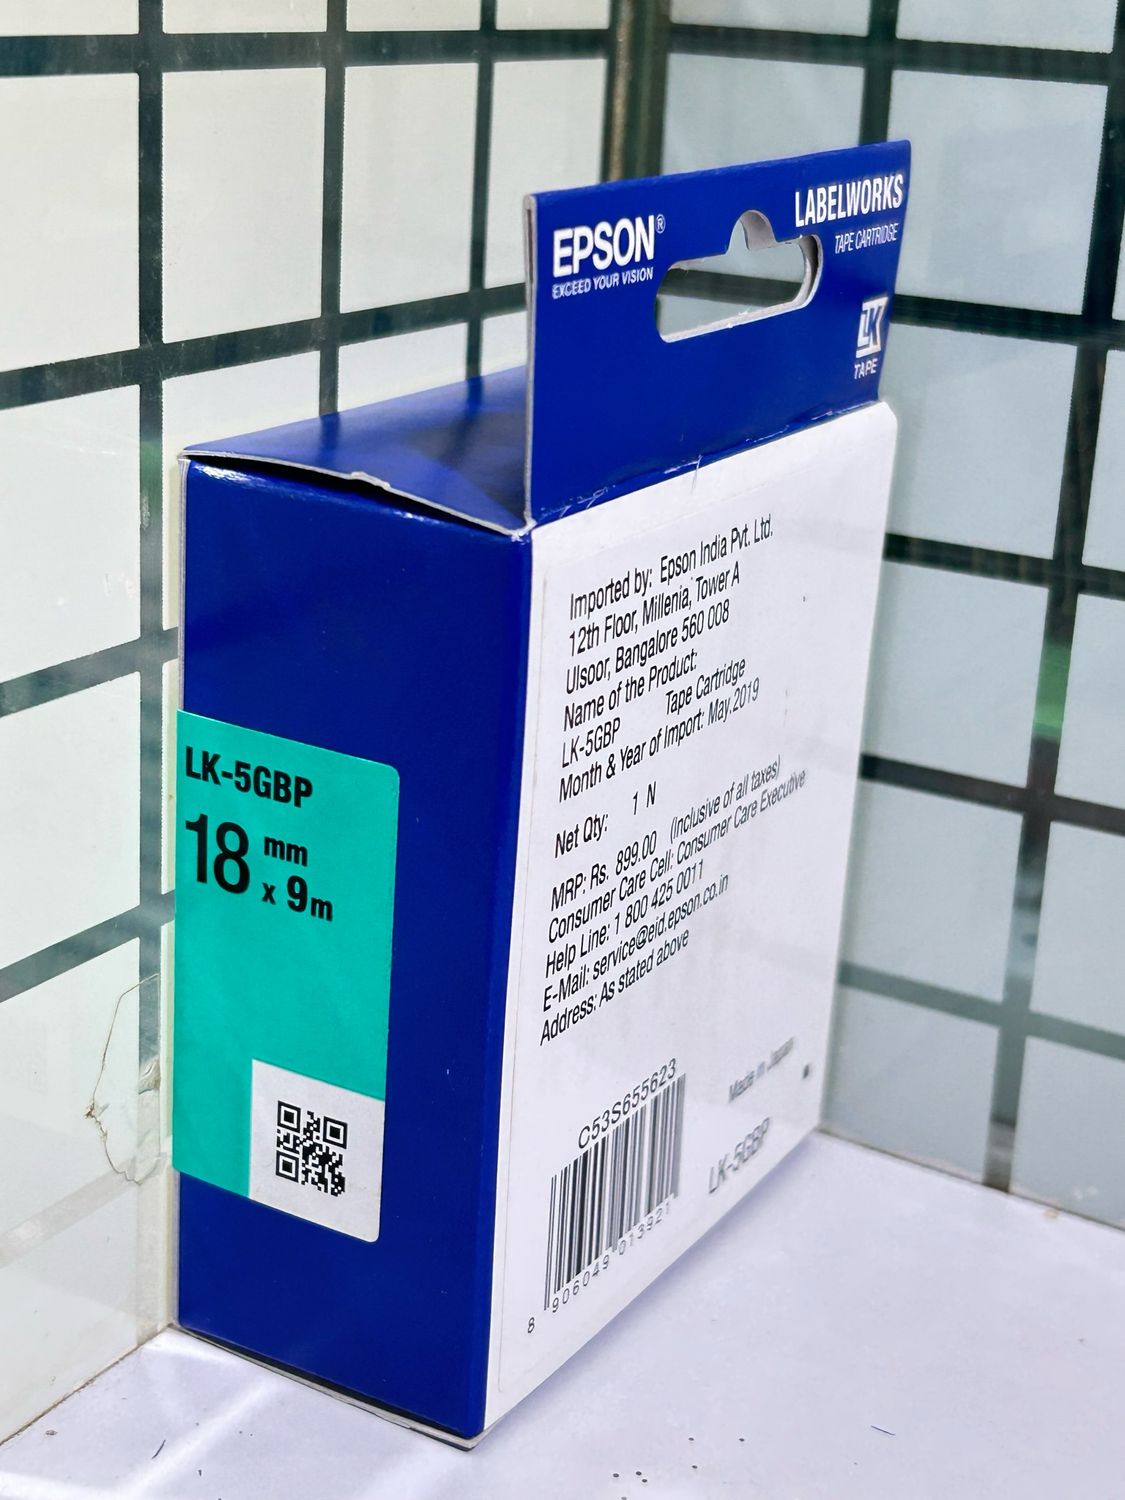 EPSON®
EXCEED YOUR VISION
LABELWORKS
TAPE CARTRIDGE
LK
TAPE
LK-5GBP
18 mm
x 9m
Imported by: Epson India Pvt. Ltd.
12th Floor, Millenia, Tower A
Ulsoor, Bangalore 560 008
Name of the Product:
LK-5GBP Tape Cartridge
Month & Year of Import: May.2019
Net Qty: 1 N
MRP: Rs. 899.00 (Inclusive of all taxes)
Consumer Care Cell: Consumer Care Executive
Help Line: 1 800 425 0011
E-Mail: service@eid.epson.co.in
Address: As stated above
C53S655623
8 906049 013921
Made in Japan
LK-5GBP